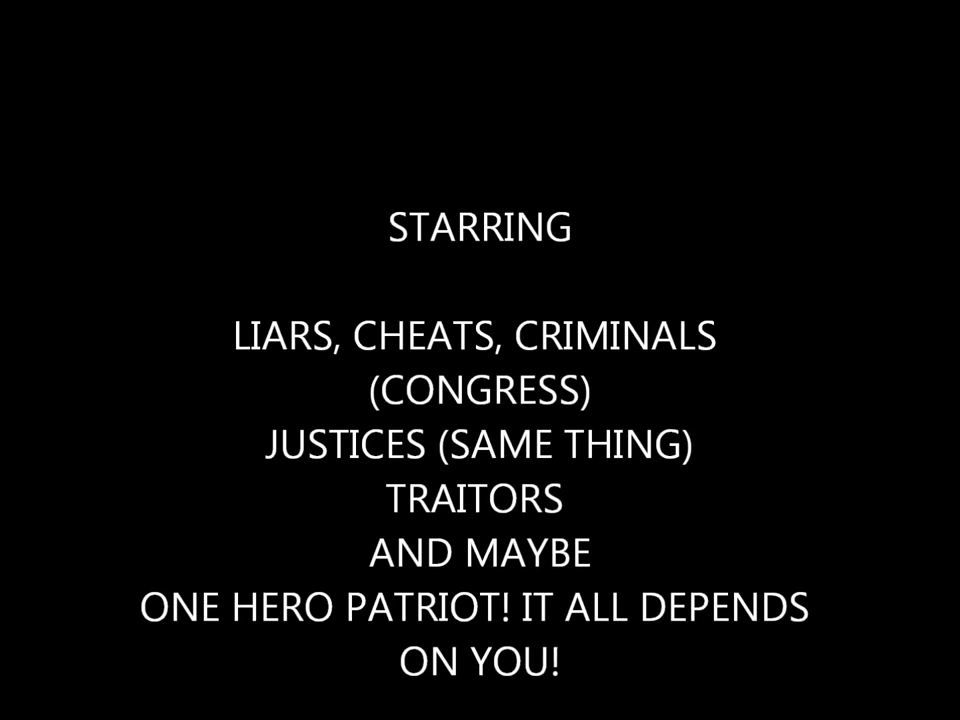 STARRING
LIARS, CHEATS, CRIMINALS
(CONGRESS)
JUSTICES (SAME THING)
TRAITORS
AND MAYBE
ONE HERO PATRIOT! IT ALL DEPENDS
ON YOU!